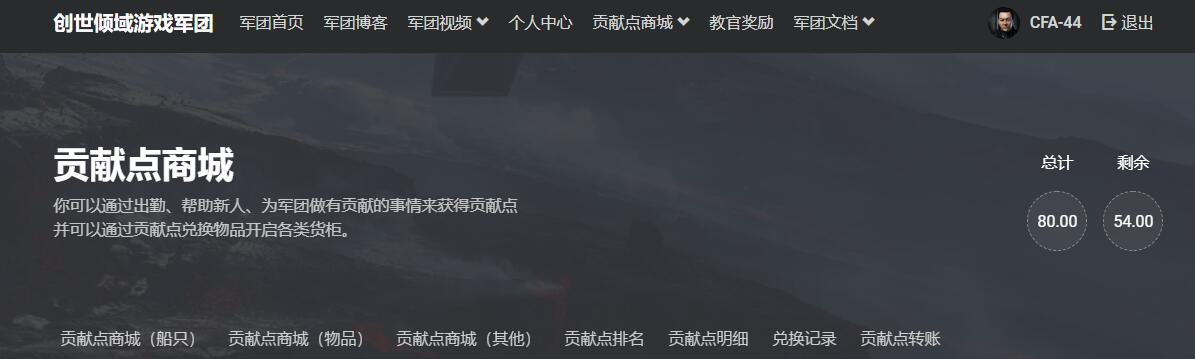 创世倾域游戏军团 军团首页 军团博客 军团视频 个人中心 贡献点商城 教官奖励 军团文档 CFA-44 退出
贡献点商城
总计 剩余
你可以通过出勤、帮助新人、为军团做有贡献的事情来获得贡献点
80.00 54.00
并可以通过贡献点兑换物品开启各类货柜。
贡献点商城（船只） 贡献点商城（物品） 贡献点商城（其他） 贡献点排名 贡献点明细 兑换记录 贡献点转账